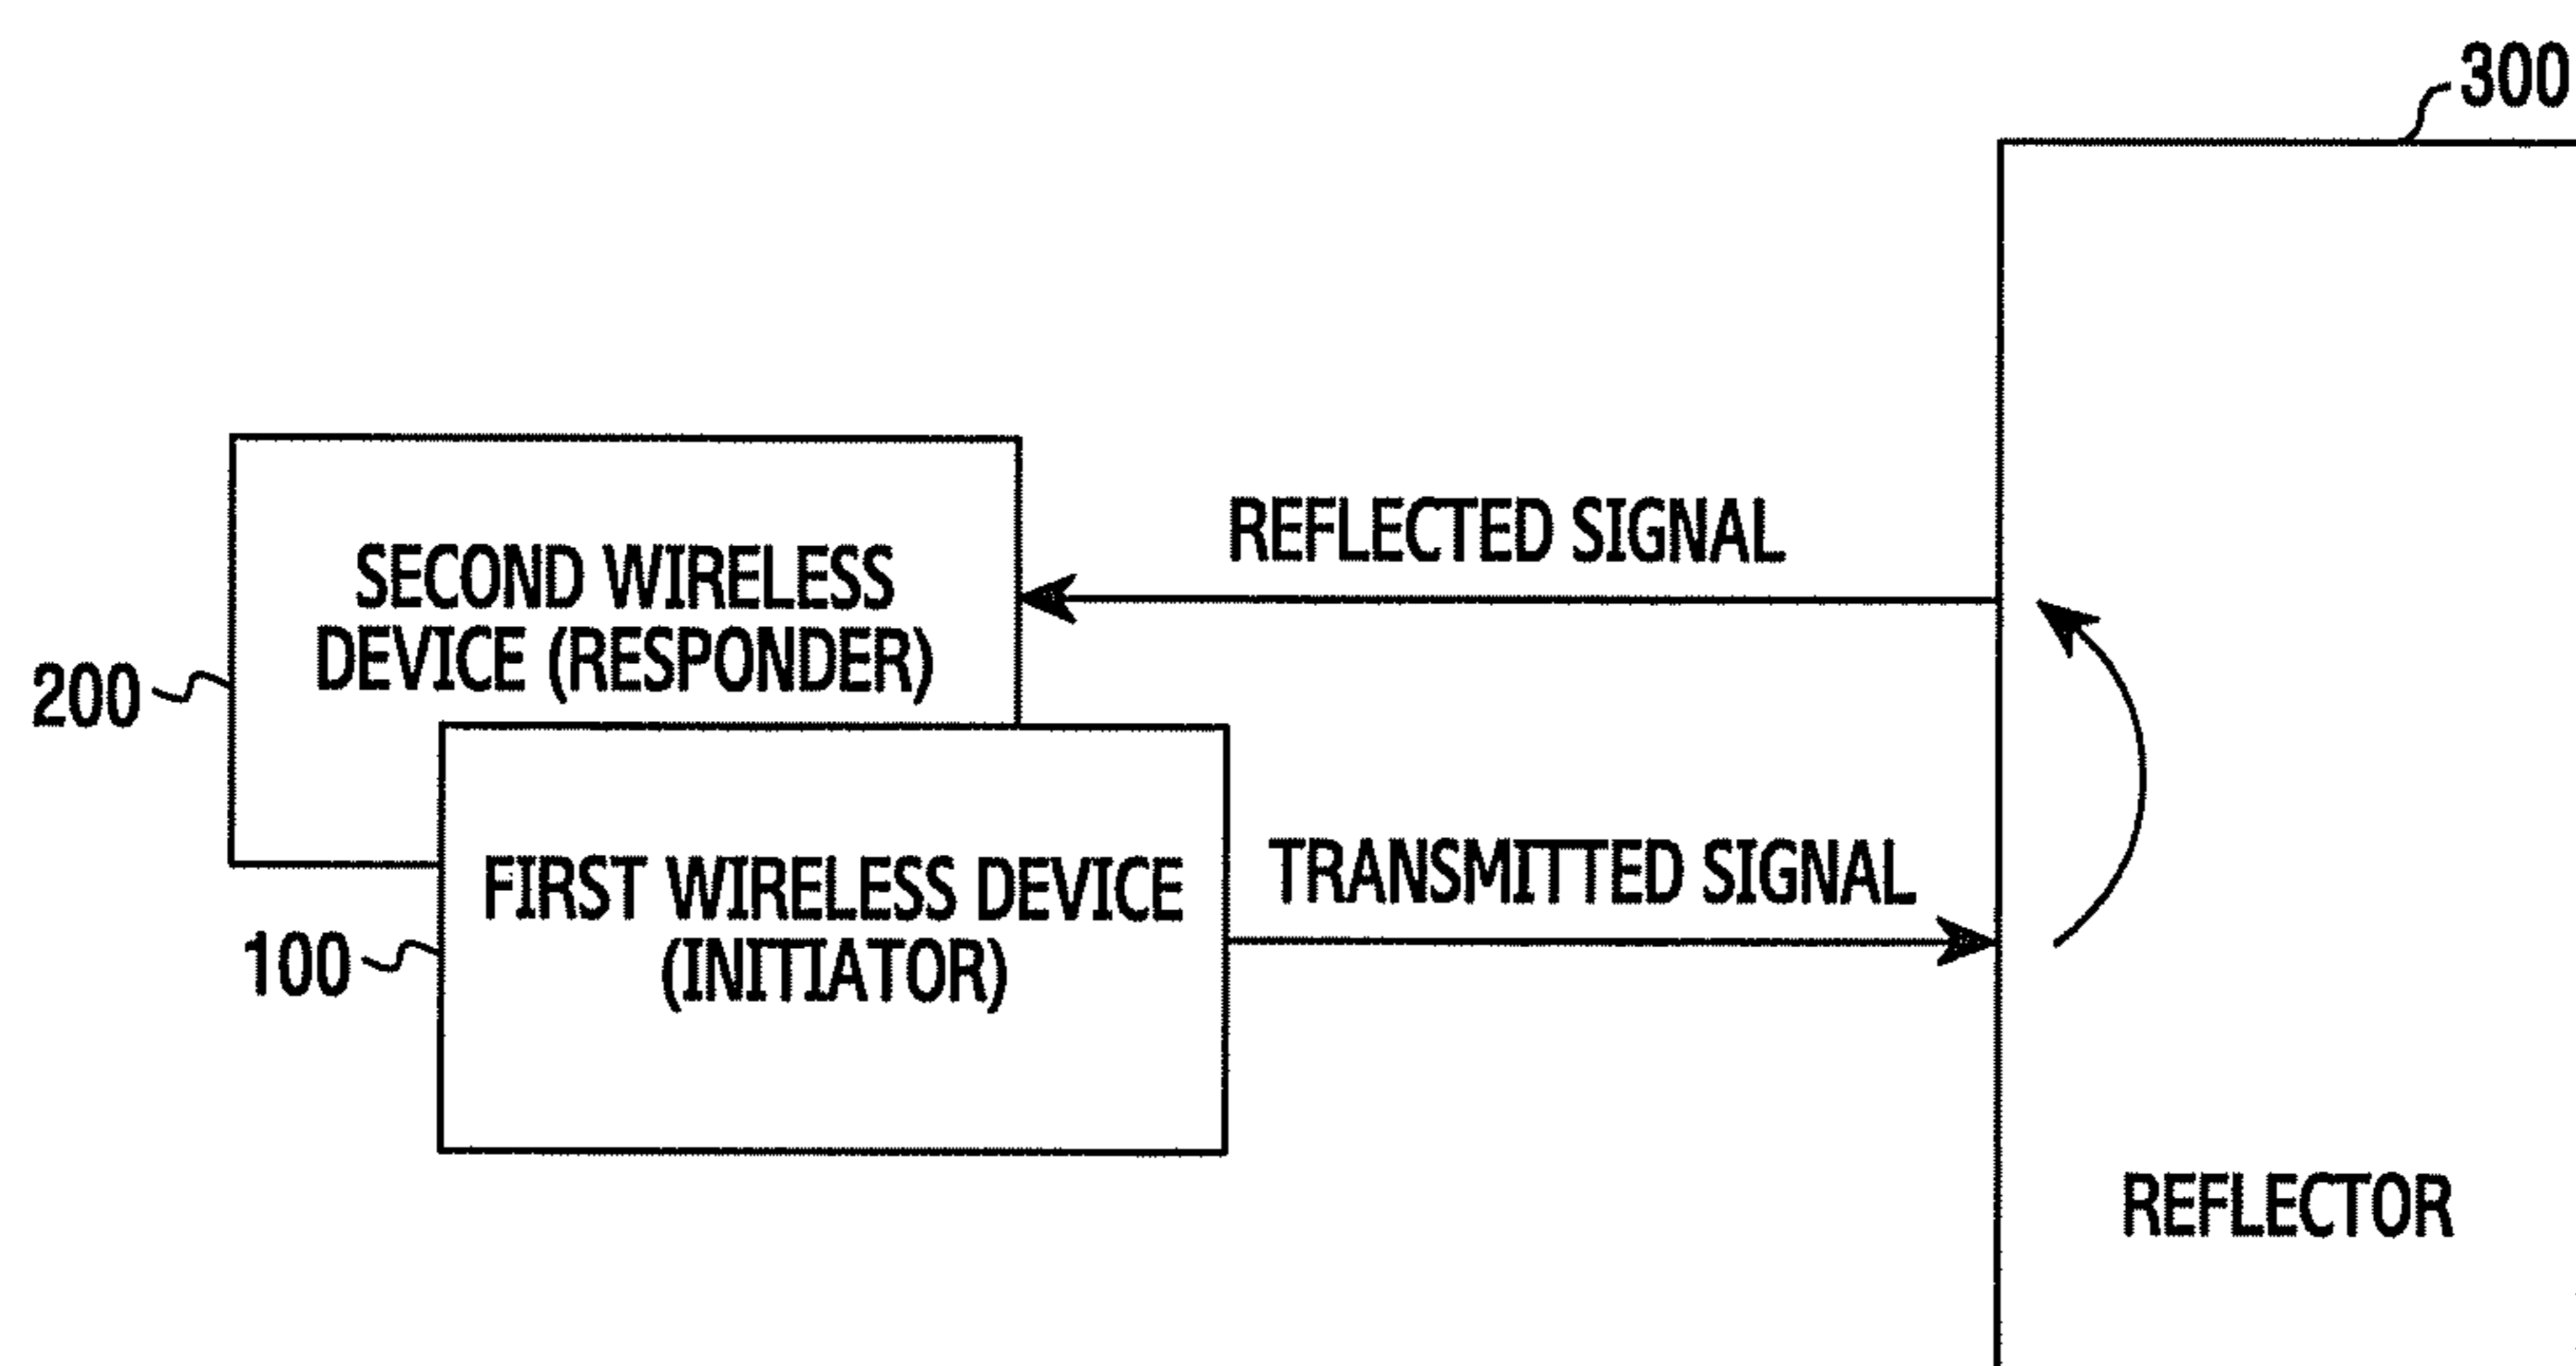 300
REFLECTED SIGNAL
SECOND WIRELESS
DEVICE (RESPONDER)
200
TRANSMITTED SIGNAL
FIRST WIRELESS DEVICE
(INITIATOR)
100
REFLECTOR